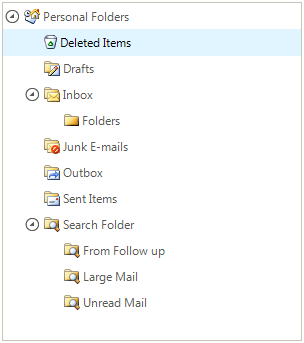 Personal Folders
Deleted Items
Drafts
Inbox
Folders
Junk E-mails
Outbox
Sent Items
Search Folder
From Follow up
Large Mail
Unread Mail